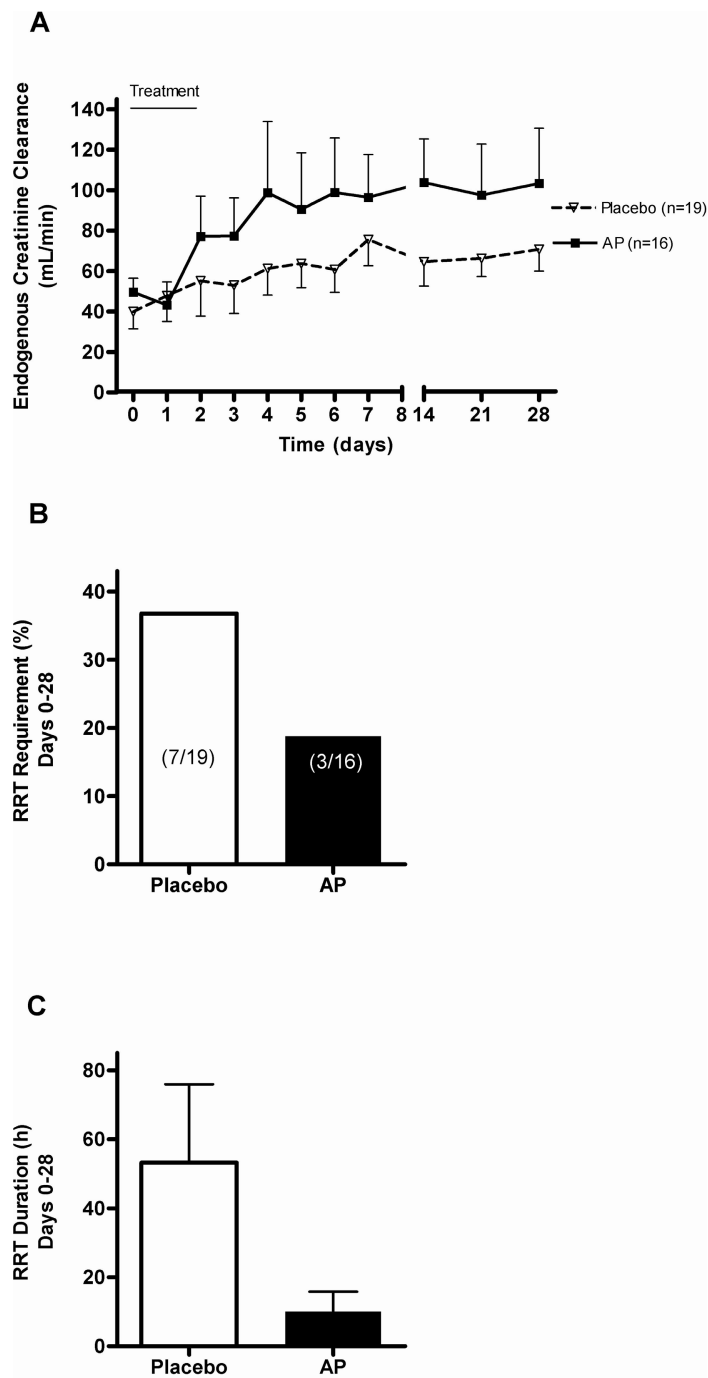 A
Treatment
Endogenous Creatinine Clearance
(mL/min)
140
120
100
80
60
40
20
0
0 1 2 3 4 5 6 7 8 14 21 28
Time (days)
Placebo (n=19)
AP (n=16)
B
RRT Requirement (%)
Days 0-28
40
30
20
10
0
(7/19)
(3/16)
Placebo AP
C
RRT Duration (h)
Days 0-28
80
60
40
20
0
Placebo AP